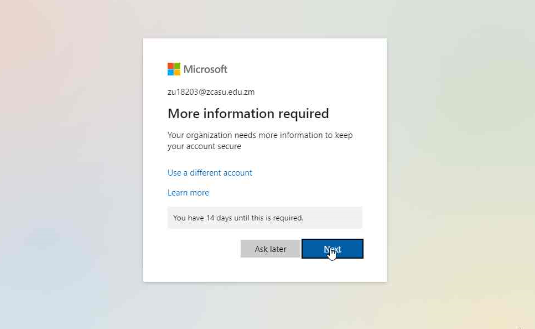 Microsoft
zu18203@zcasu.edu.zm
More information required
Your organization needs more information to keep
your account secure
Use a different account
Learn more
You have 14 days until this is required.
Ask later
Next